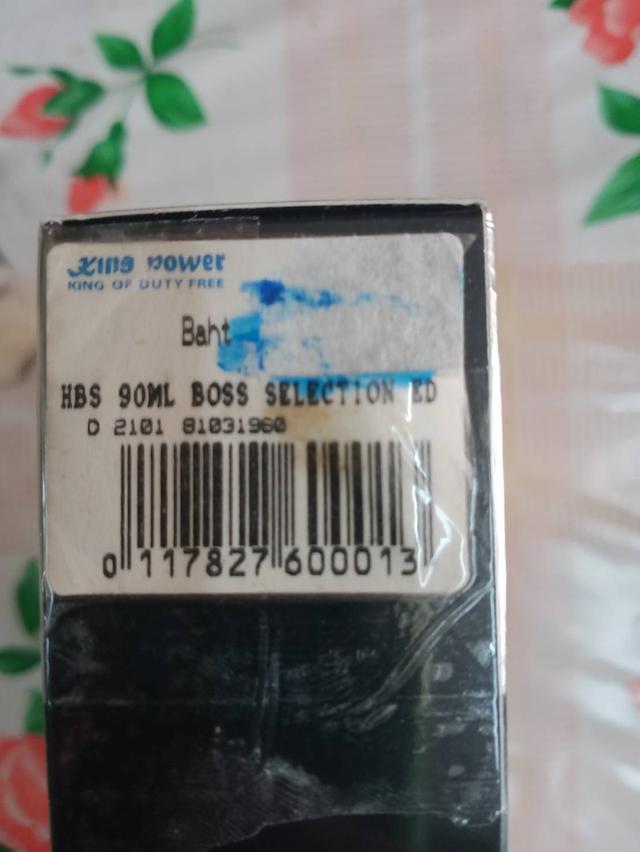 King Power
KING OF DUTY FREE
Baht
HBS 90ML BOSS SELECTION ED
D 2101 81031960
0 117827 600013